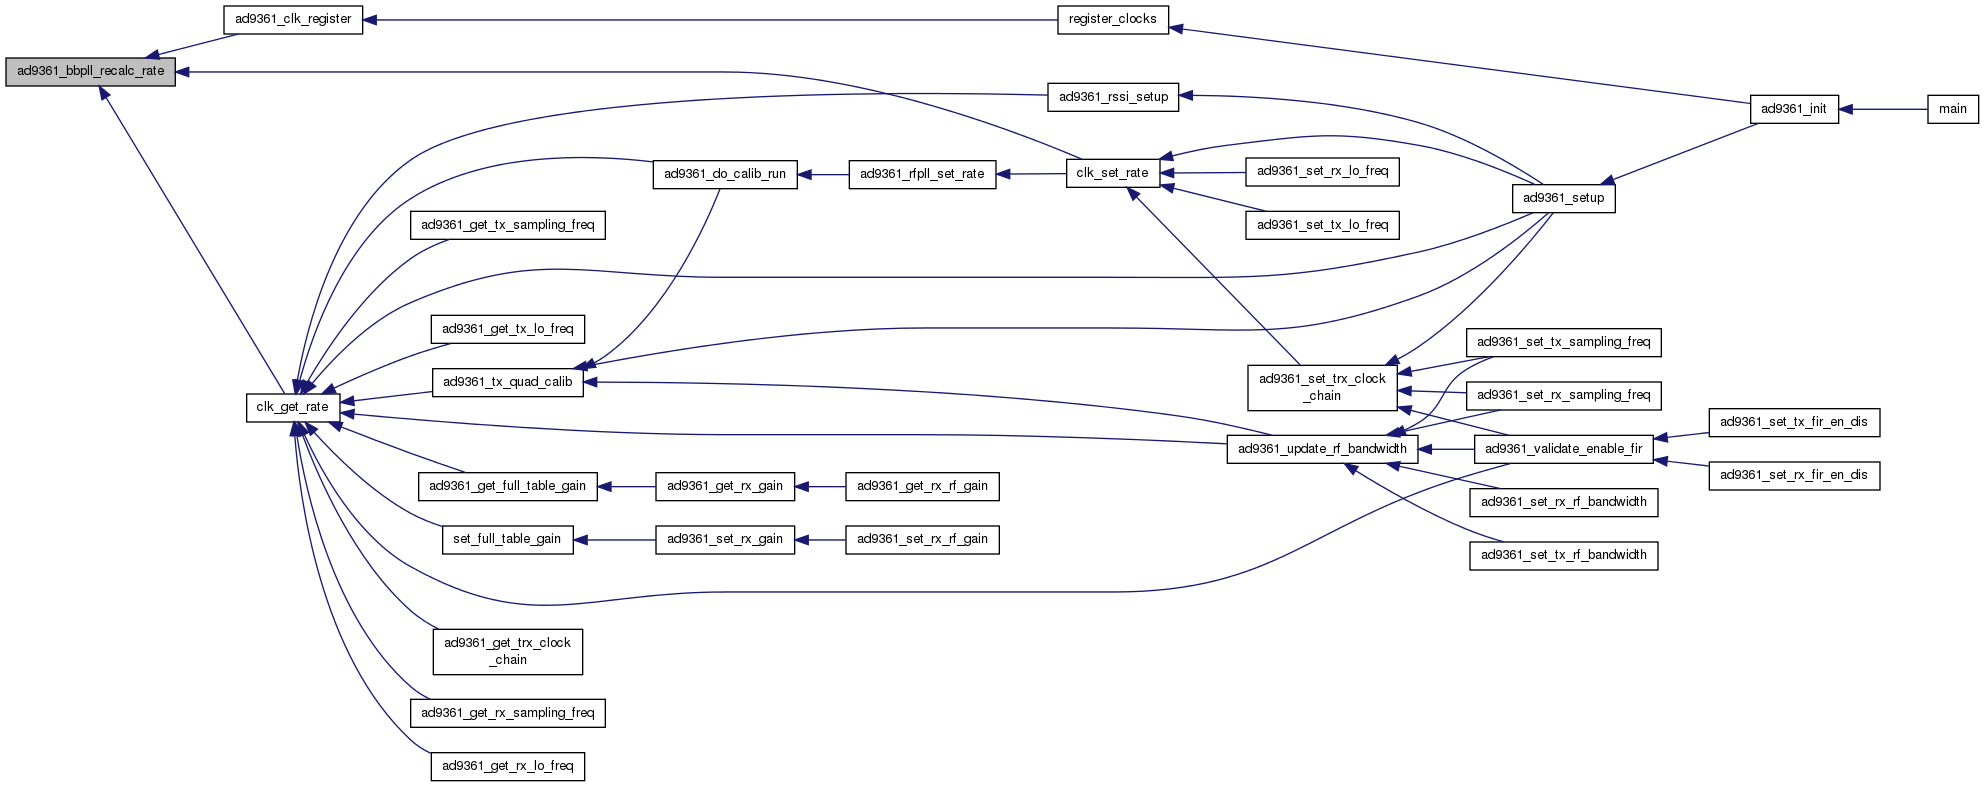 ad9361_clk_register
register_clocks
ad9361_bbpll_recalc_rate
ad9361_rssi_setup
ad9361_init
main
ad9361_do_calib_run
ad9361_rfpll_set_rate
clk_set_rate
ad9361_set_rx_lo_freq
ad9361_setup
ad9361_get_tx_sampling_freq
ad9361_set_tx_lo_freq
ad9361_get_tx_lo_freq
ad9361_set_tx_sampling_freq
ad9361_tx_quad_calib
ad9361_set_trx_clock
_chain
ad9361_set_rx_sampling_freq
clk_get_rate
ad9361_set_tx_fir_en_dis
ad9361_update_rf_bandwidth
ad9361_validate_enable_fir
ad9361_set_rx_fir_en_dis
ad9361_get_full_table_gain
ad9361_get_rx_gain
ad9361_get_rx_rf_gain
ad9361_set_rx_rf_bandwidth
set_full_table_gain
ad9361_set_rx_gain
ad9361_set_rx_rf_gain
ad9361_set_tx_rf_bandwidth
ad9361_get_trx_clock
_chain
ad9361_get_rx_sampling_freq
ad9361_get_rx_lo_freq